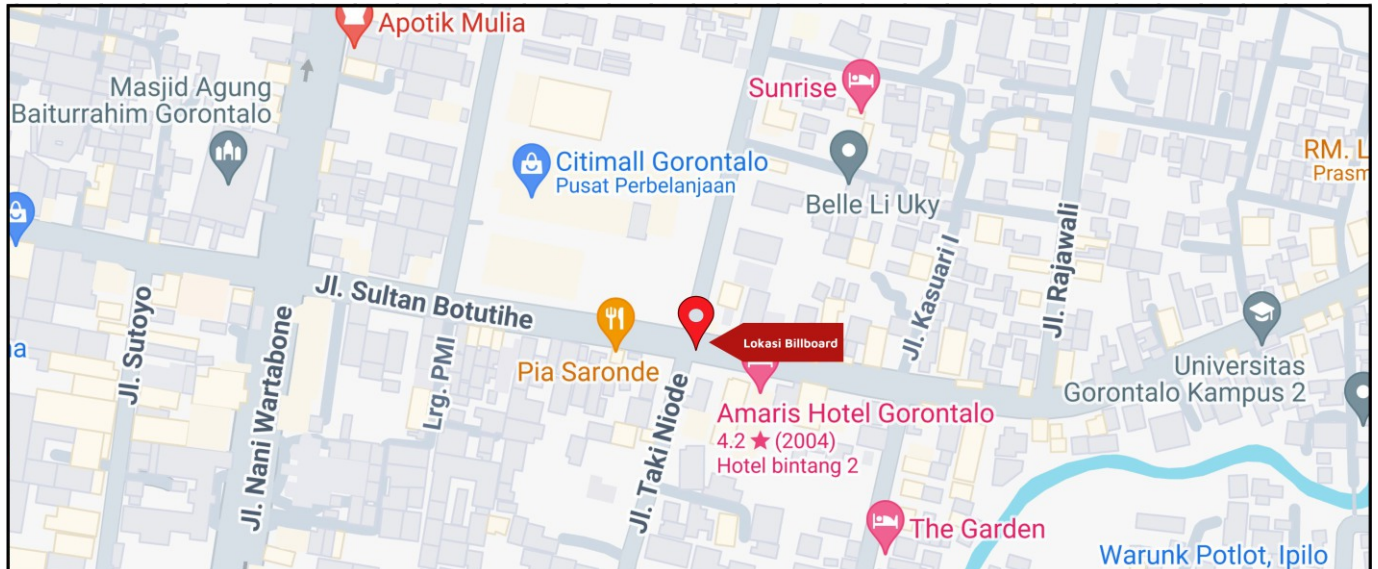 Apotik Mulia
Masjid Agung
Baiturrahim Gorontalo
Sunrise
Citimall Gorontalo
Pusat Perbelanjaan
Belle Li Uky
RM. L
Prasm
Jl. Sutoyo
Jl. Nani Wartabone
Jl. Sultan Botutihe
Lrg. PMI
Pia Saronde
Lokasi Billboard
Jl. Taki Niode
Jl. Kasuari I
Jl. Rajawali
Universitas
Gorontalo Kampus 2
Amaris Hotel Gorontalo
4.2 ★ (2004)
Hotel bintang 2
The Garden
Warunk Potlot, Ipilo
na